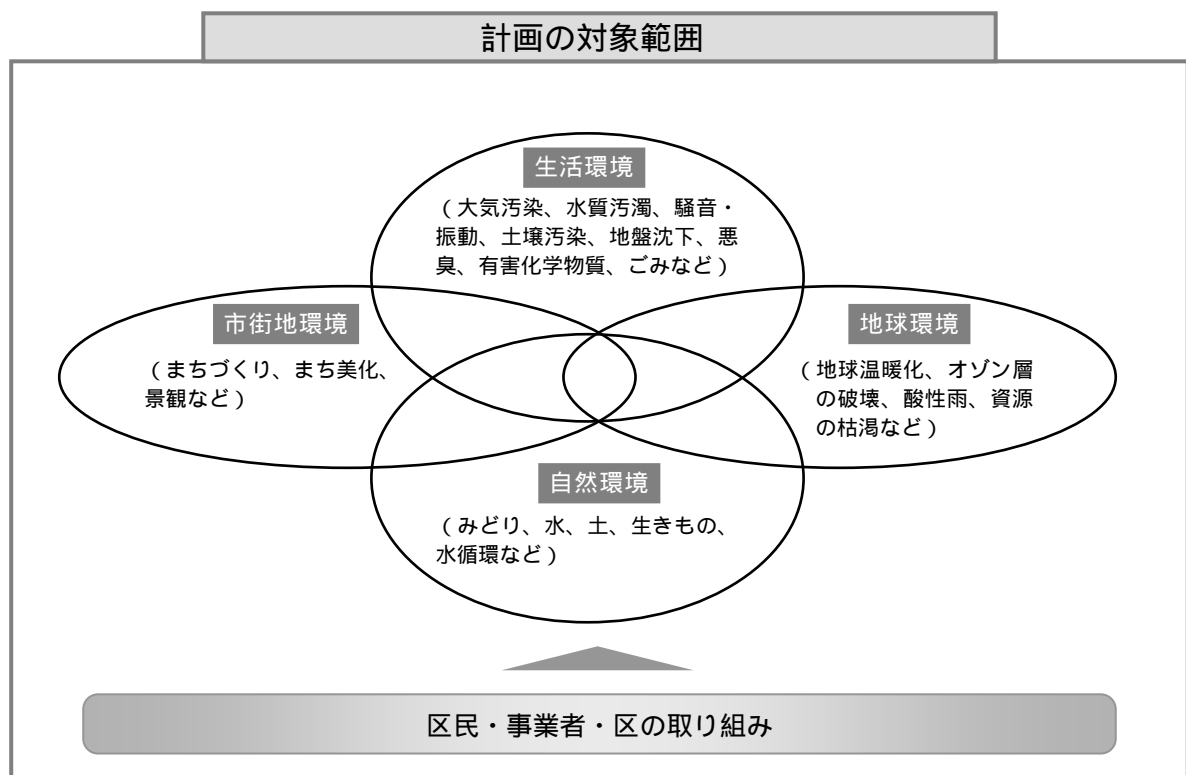 計画の対象範囲
生活環境
（大気汚染、水質汚濁、騒音・
振動、土壌汚染、地盤沈下、悪
臭、有害化学物質、ごみなど）
市街地環境
（まちづくり、まち美化、
景観など）
地球環境
（地球温暖化、オゾン層
の破壊、酸性雨、資源
の枯渇など）
自然環境
（みどり、水、土、生きもの、
水循環など）
区民・事業者・区の取り組み